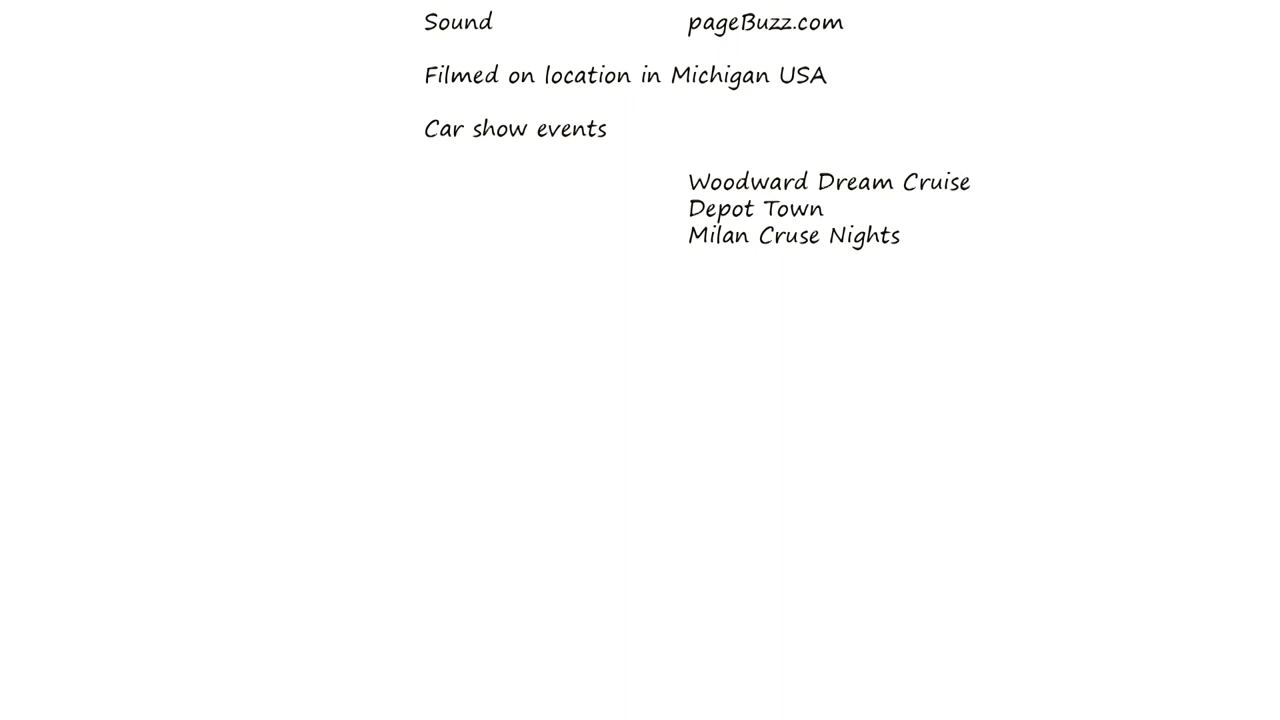 Sound pageBuzz.com
Filmed on location in Michigan USA
Car show events
Woodward Dream Cruise
Depot Town
Milan Cruse Nights